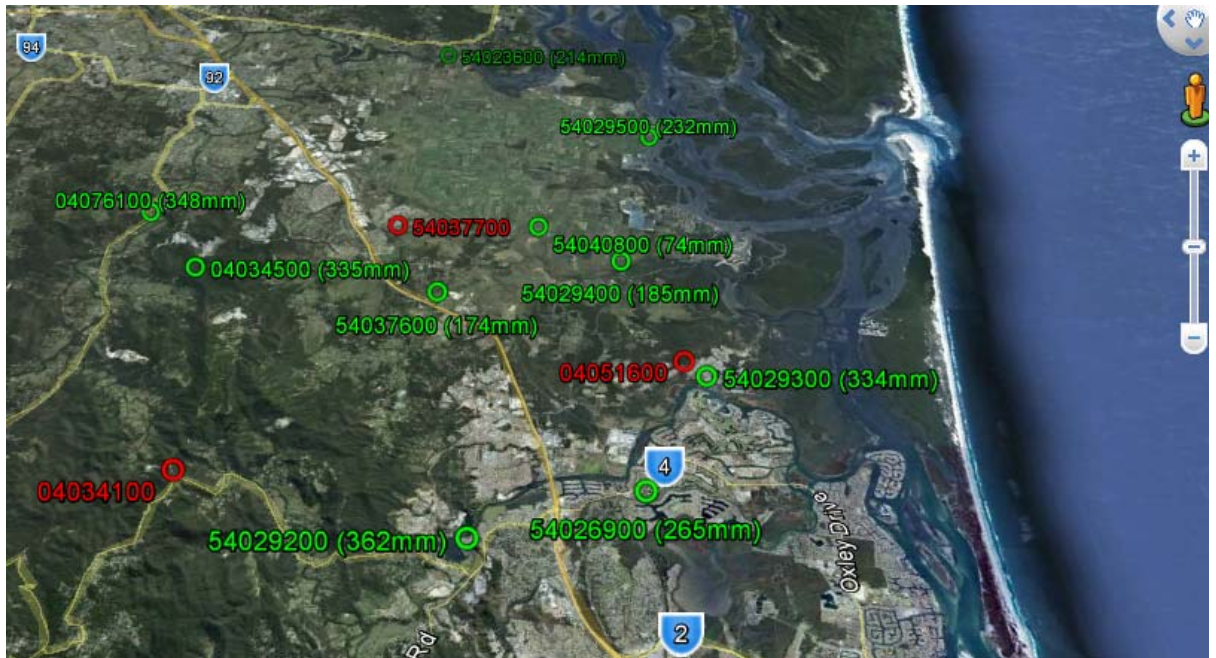 94
54023600 (214mm)
92
54029500 (232mm)
04076100 (348mm)
54037700
54040800 (74mm)
04034500 (335mm)
54029400 (185mm)
54037600 (174mm)
04051600
54029300 (334mm)
4
04034100
54026900 (265mm)
54029200 (362mm)
Oxley Drive
2
Rd